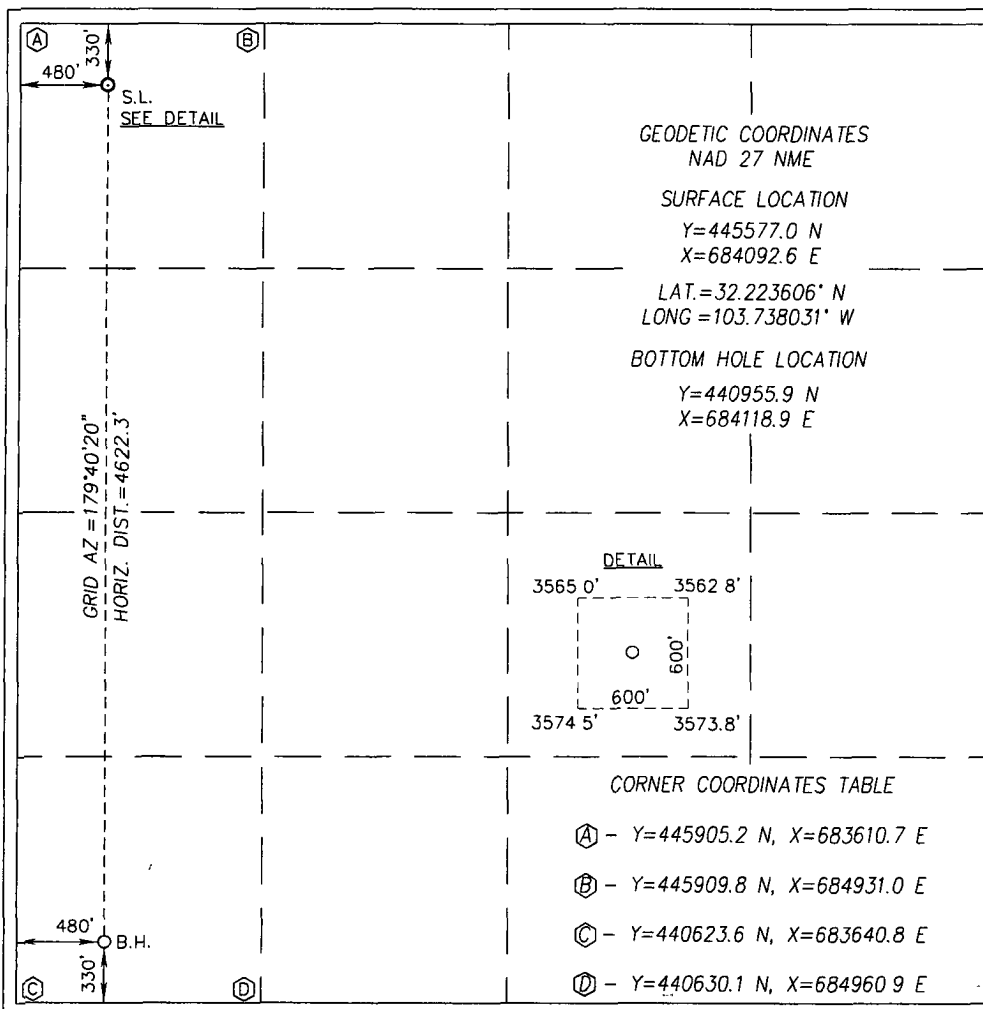 A
B
330'
480'
S.L.
SEE DETAIL
GEODETIC COORDINATES
NAD 27 NME
SURFACE LOCATION
Y=445577.0 N
X=684092.6 E
LAT.=32.223606° N
LONG =103.738031° W
BOTTOM HOLE LOCATION
Y=440955.9 N
X=684118.9 E
GRID AZ =179°40'20"
HORIZ. DIST.=4622.3'
DETAIL
3565 0' 3562 8'
600'
600'
3574 5' 3573.8'
CORNER COORDINATES TABLE
A – Y=445905.2 N, X=683610.7 E
B – Y=445909.8 N, X=684931.0 E
C – Y=440623.6 N, X=683640.8 E
D – Y=440630.1 N, X=684960 9 E
480'
B.H.
330'
C
D